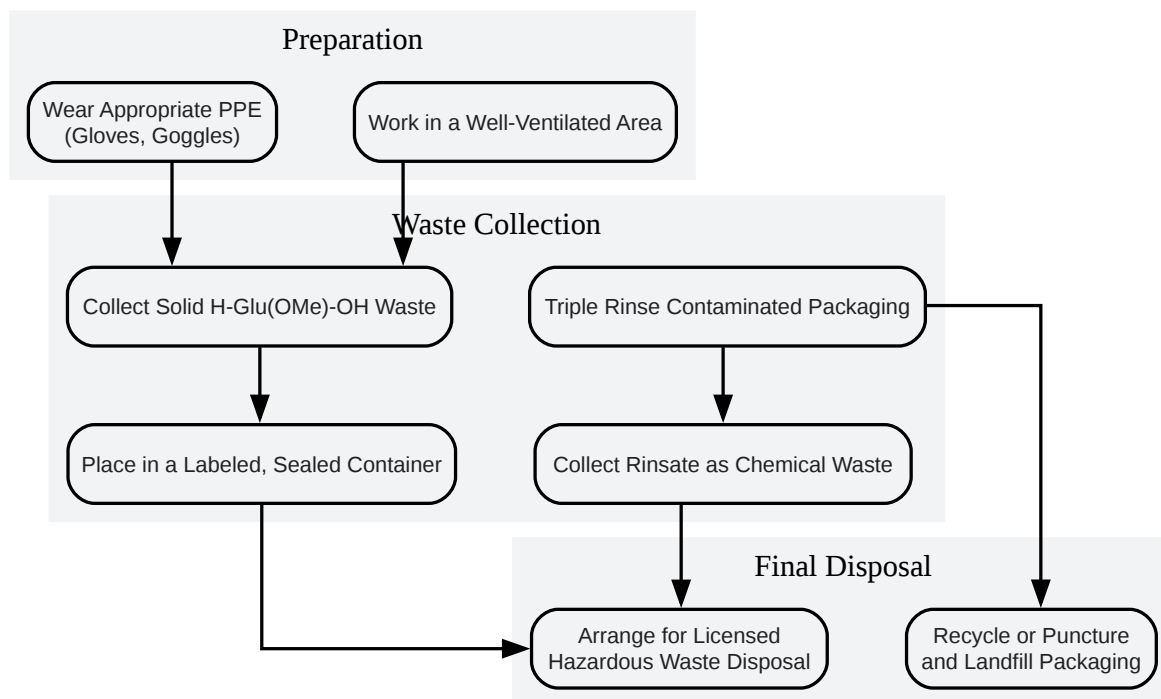 Preparation
Wear Appropriate PPE
(Gloves, Goggles)
Work in a Well-Ventilated Area
Waste Collection
Collect Solid H-Glu(OMe)-OH Waste
Triple Rinse Contaminated Packaging
Place in a Labeled, Sealed Container
Collect Rinsate as Chemical Waste
Final Disposal
Arrange for Licensed
Hazardous Waste Disposal
Recycle or Puncture
and Landfill Packaging